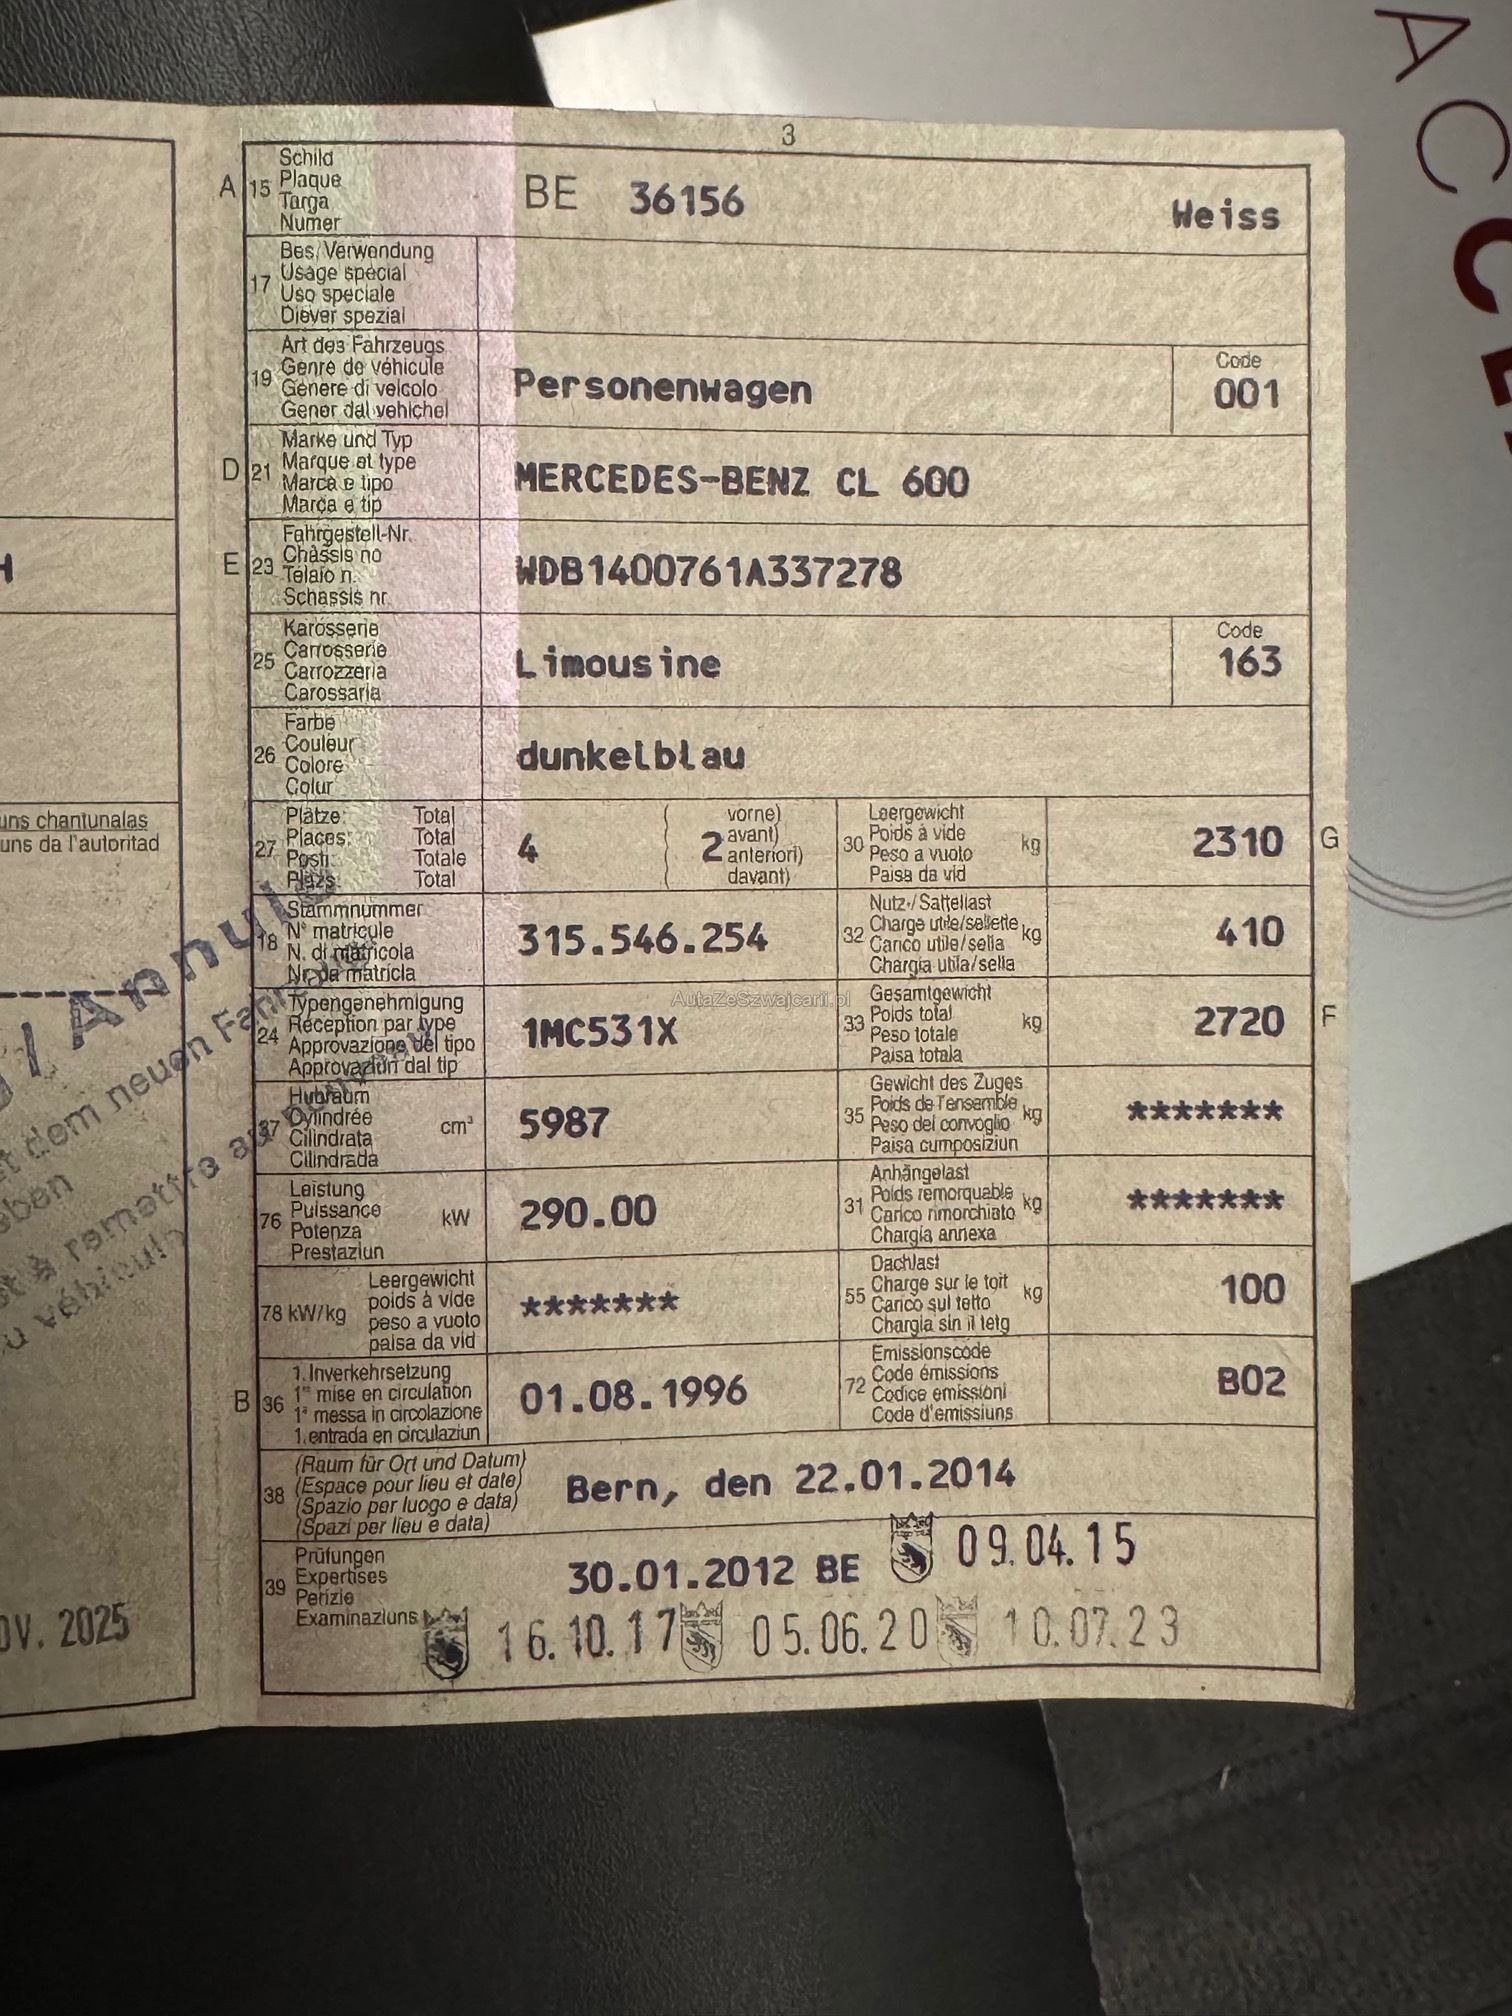 3
A 15 Schild
Plaque
Targa
Numer
BE 36156 Weiss
17 Bes. Verwendung
Usage spécial
Uso speciale
Diever spezial
19 Art des Fahrzeugs
Genre de véhicule
Genere di veicolo
Gener dal vehichel
Personenwagen
Code
001
D 21 Marke und Typ
Marque et type
Marca e tipo
Marca e tip
MERCEDES-BENZ CL 600
E 23 Fahrgestell-Nr.
Châssis no
Telaio n.
Schassis nr.
WDB1400761A337278
25 Karosserie
Carrosserie
Carrozzeria
Carossaria
Limousine
Code
163
26 Farbe
Couleur
Colore
Colur
dunkelblau
27 Plätze: Total
Places: Total
Posti: Totale
Plazs: Total
4 2
vorne)
avant)
anteriori)
davant)
30 Leergewicht
Poids à vide
Peso a vuoto
Paisa da vid
kg 2310 G
18 Stammnummer
N° matricule
N. di matricola
Nr. da matricla
315.546.254
32 Nutz-/Sattellast
Charge utile/sellette
Carico utile/sella
Chargia utila/sella
kg 410
24 Typengenehmigung
Réception par type
Approvazione del tipo
Approvaziun dal tip
1MC531X
33 Gesamtgewicht
Poids total
Peso totale
Paisa totala
kg 2720 F
37 Hubraum
Cylindrée
Cilindrata
Cilindrada
cm³ 5987
35 Gewicht des Zuges
Poids de l'ensemble
Peso del convoglio
Paisa cumposiziun
kg *******
76 Leistung
Puissance
Potenza
Prestaziun
kW 290.00
31 Anhängelast
Poids remorquable
Carico rimorchiato
Chargia annexa
kg *******
78 kW/kg Leergewicht
poids à vide
peso a vuoto
paisa da vid
*******
55 Dachlast
Charge sur le toit
Carico sul tetto
Chargia sin il tetg
kg 100
B 36 1. Inverkehrsetzung
1re mise en circulation
1a messa in circolazione
1. entrada en circulaziun
01.08.1996
72 Emissionscode
Code émissions
Codice emissioni
Code d'emissiuns
B02
38 (Raum für Ort und Datum)
(Espace pour lieu et date)
(Spazio per luogo e data)
(Spazi per lieu e data)
Bern, den 22.01.2014
39 Prüfungen
Expertises
Perizie
Examinaziuns
30.01.2012 BE 09.04.15
16.10.17 05.06.20 10.07.23
H
uns chantunalas
uns da l'autoritad
/Annulé
dem neuen
à remettre
véhicule
OV. 2025
AutaZeSzwajcarii.pl
ACCE